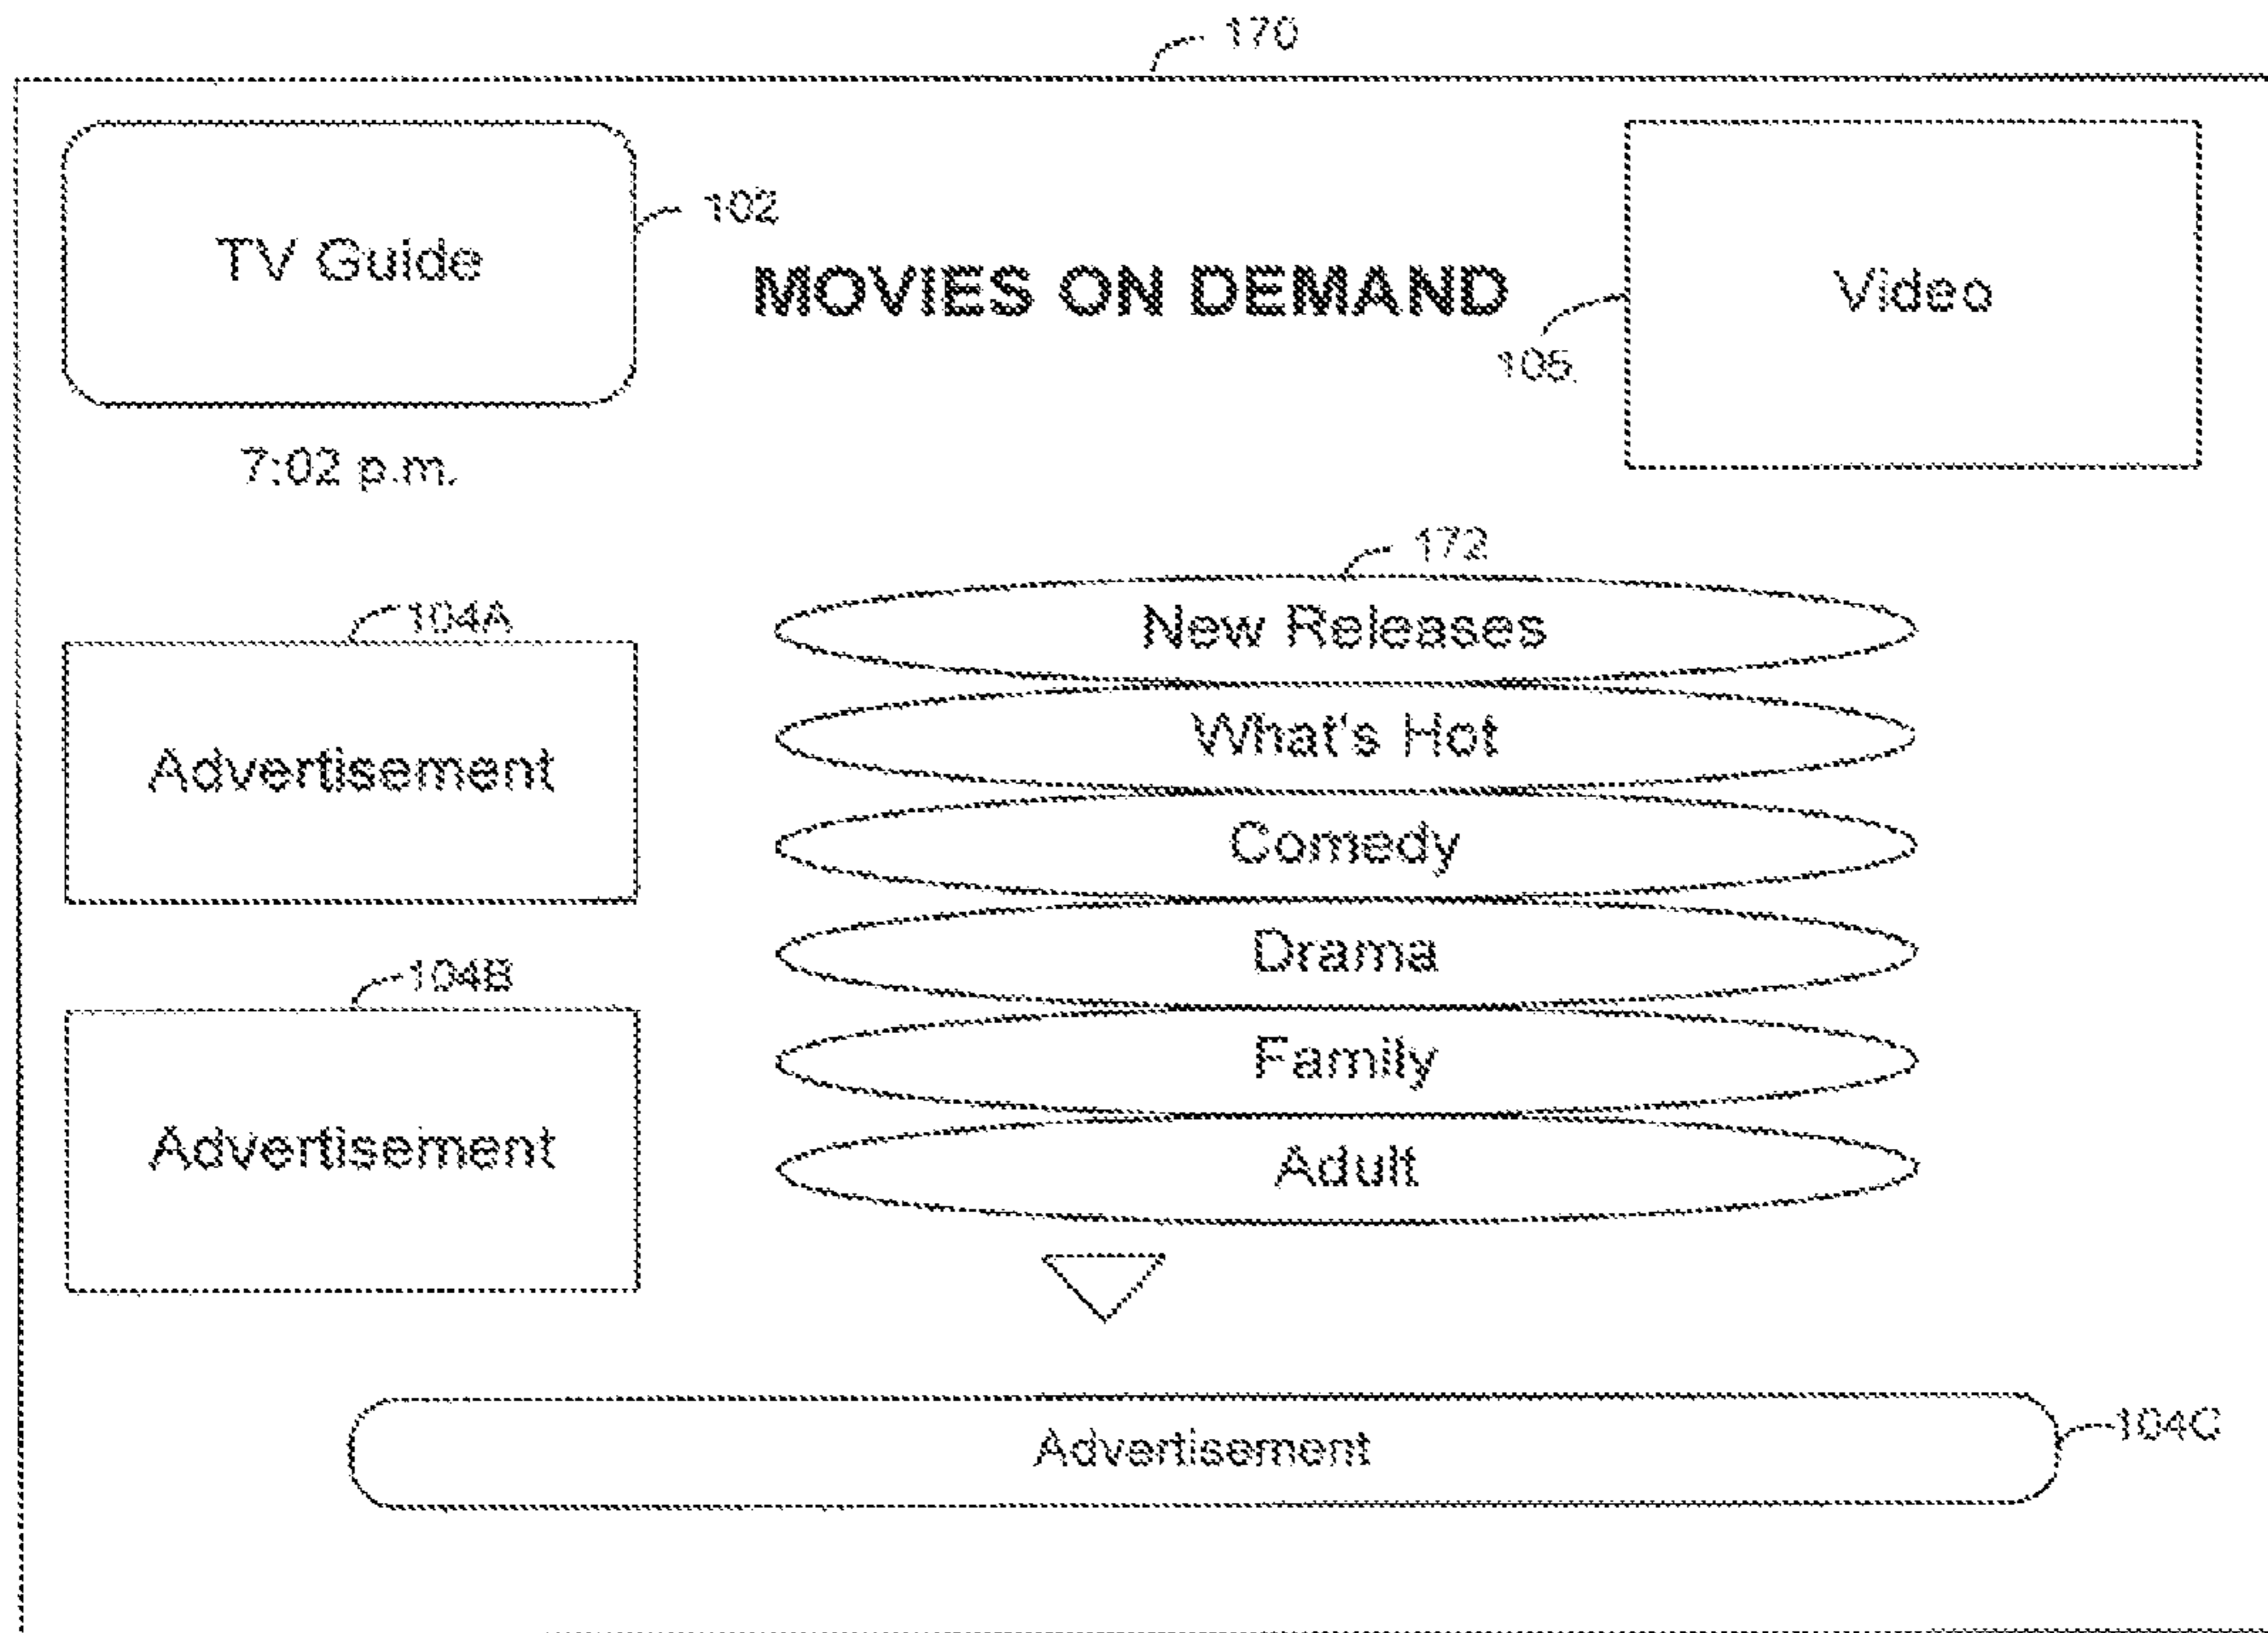 170
TV Guide
102
MOVIES ON DEMAND
Video
105
7:02 p.m.
172
New Releases
104A
What's Hot
Advertisement
Comedy
Drama
104B
Family
Advertisement
Adult
Advertisement
104C